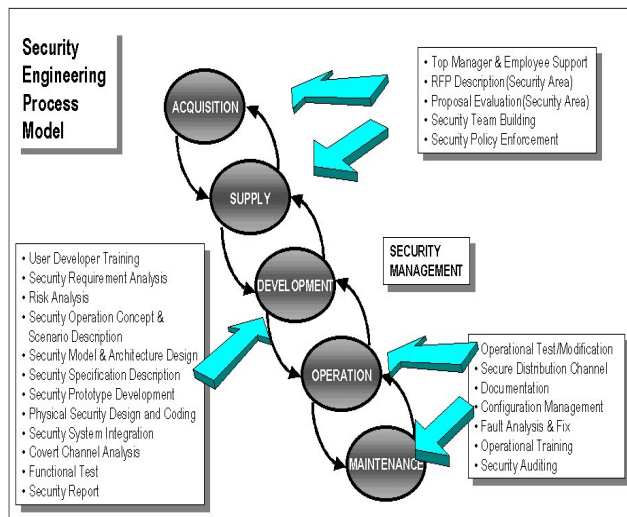 Security
Engineering
Process
Model
ACQUISITION
• Top Manager & Employee Support
• RFP Description(Security Area)
• Proposal Evaluation(Security Area)
• Security Team Building
• Security Policy Enforcement
SUPPLY
SECURITY
MANAGEMENT
DEVELOPMENT
• User Developer Training
• Security Requirement Analysis
• Risk Analysis
• Security Operation Concept &
Scenario Description
• Security Model & Architecture Design
• Security Specification Description
• Security Prototype Development
• Physical Security Design and Coding
• Security System Integration
• Covert Channel Analysis
• Functional Test
• Security Report
OPERATION
Operational Test/Modification
• Secure Distribution Channel
• Documentation
• Configuration Management
• Fault Analysis & Fix
• Operational Training
• Security Auditing
MAINTENANCE